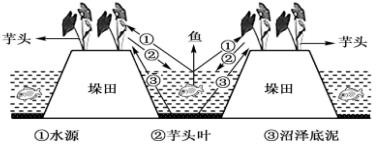 芋头 ① ② ③ 鱼 ① ② ③ 芋头
垛田 垛田
①水源 ②芋头叶 ③沼泽底泥